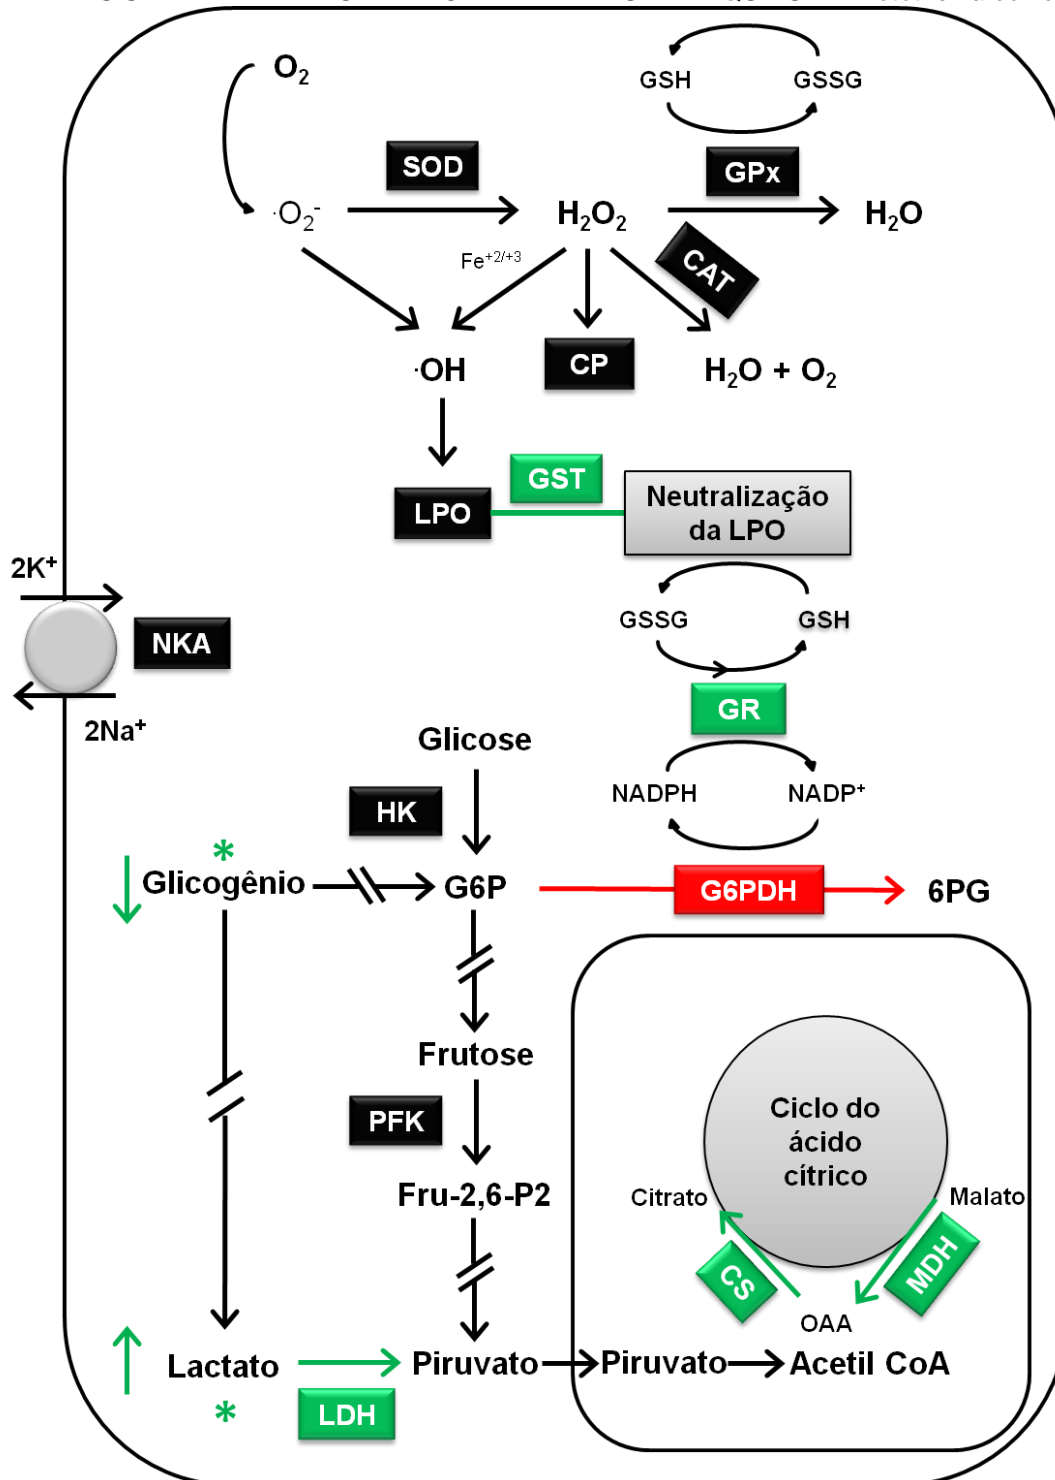 O2
GSH
GSSG
SOD
GPx
·O2-
H2O2
H2O
Fe+2/+3
CAT
·OH
CP
H2O + O2
GST
LPO
Neutralização
da LPO
2K+
GSSG
GSH
NKA
GR
2Na+
Glicose
NADPH
NADP+
HK
*
Glicogênio
G6P
G6PDH
6PG
Frutose
PFK
Ciclo do
ácido
cítrico
Fru-2,6-P2
Citrato
Malato
CS
MDH
OAA
Lactato
Piruvato
Piruvato
Acetil CoA
*
LDH